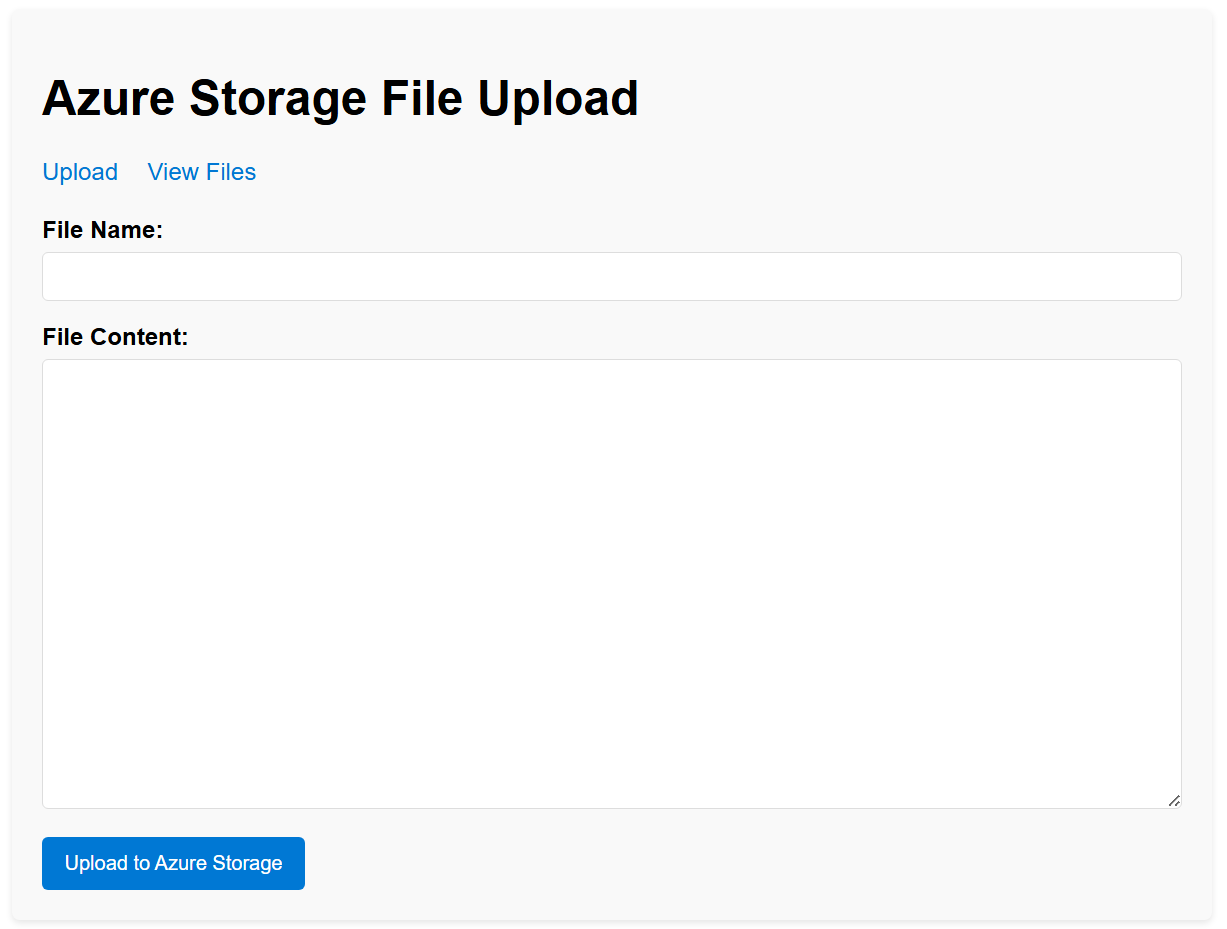 Azure Storage File Upload
Upload View Files
File Name:
File Content:
Upload to Azure Storage